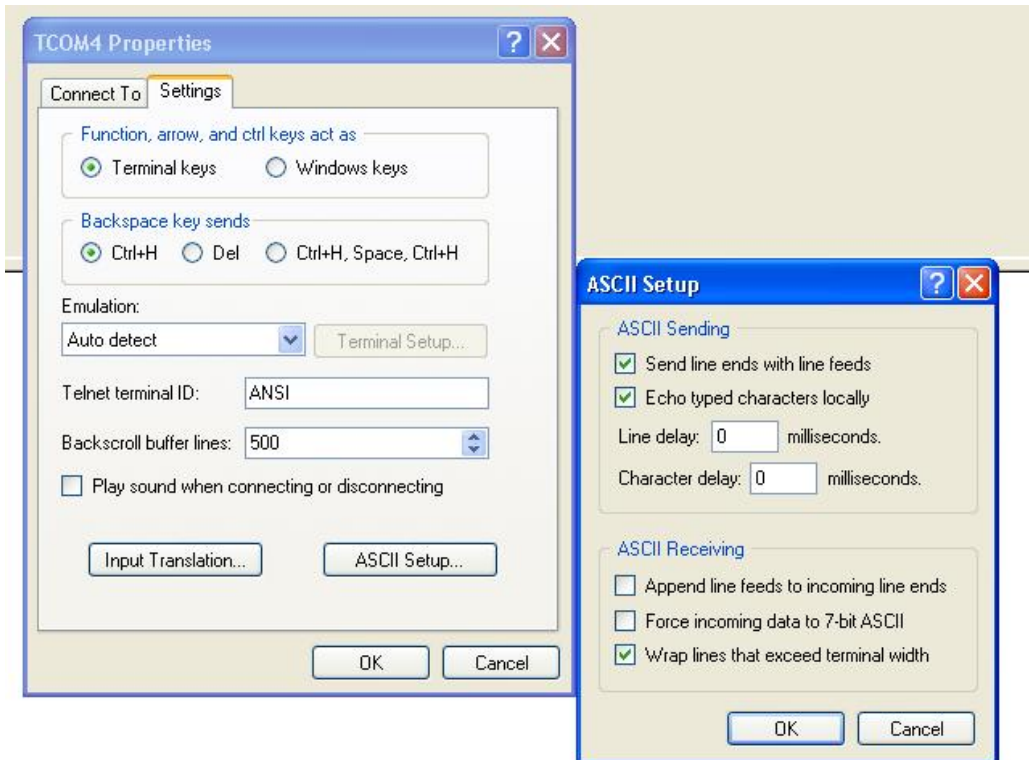 TCOM4 Properties
Connect To
Settings
Function, arrow, and ctrl keys act as
Terminal keys
Windows keys
Backspace key sends
Ctrl+H
Del
Ctrl+H, Space, Ctrl+H
Emulation:
Auto detect
Terminal Setup...
Telnet terminal ID:
ANSI
Backscroll buffer lines:
500
Play sound when connecting or disconnecting
Input Translation...
ASCII Setup...
OK
Cancel
ASCII Setup
ASCII Sending
Send line ends with line feeds
Echo typed characters locally
Line delay: 0 milliseconds.
Character delay: 0 milliseconds.
ASCII Receiving
Append line feeds to incoming line ends
Force incoming data to 7-bit ASCII
Wrap lines that exceed terminal width
OK
Cancel